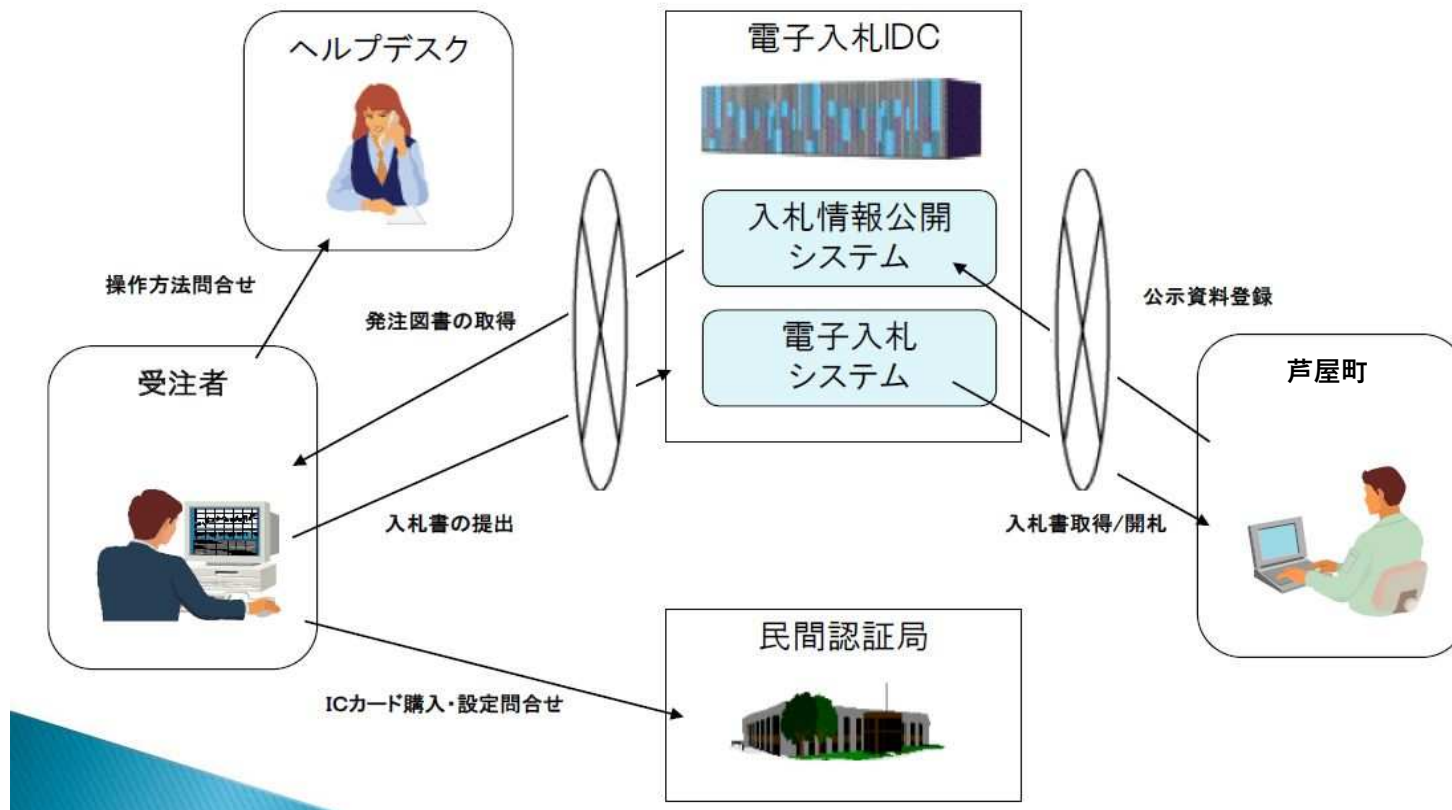 ヘルプデスク
電子入札IDC
入札情報公開
システム
操作方法問合せ
発注図書の取得
公示資料登録
電子入札
システム
受注者
芦屋町
入札書の提出
入札書取得/開札
民間認証局
ICカード購入・設定問合せ